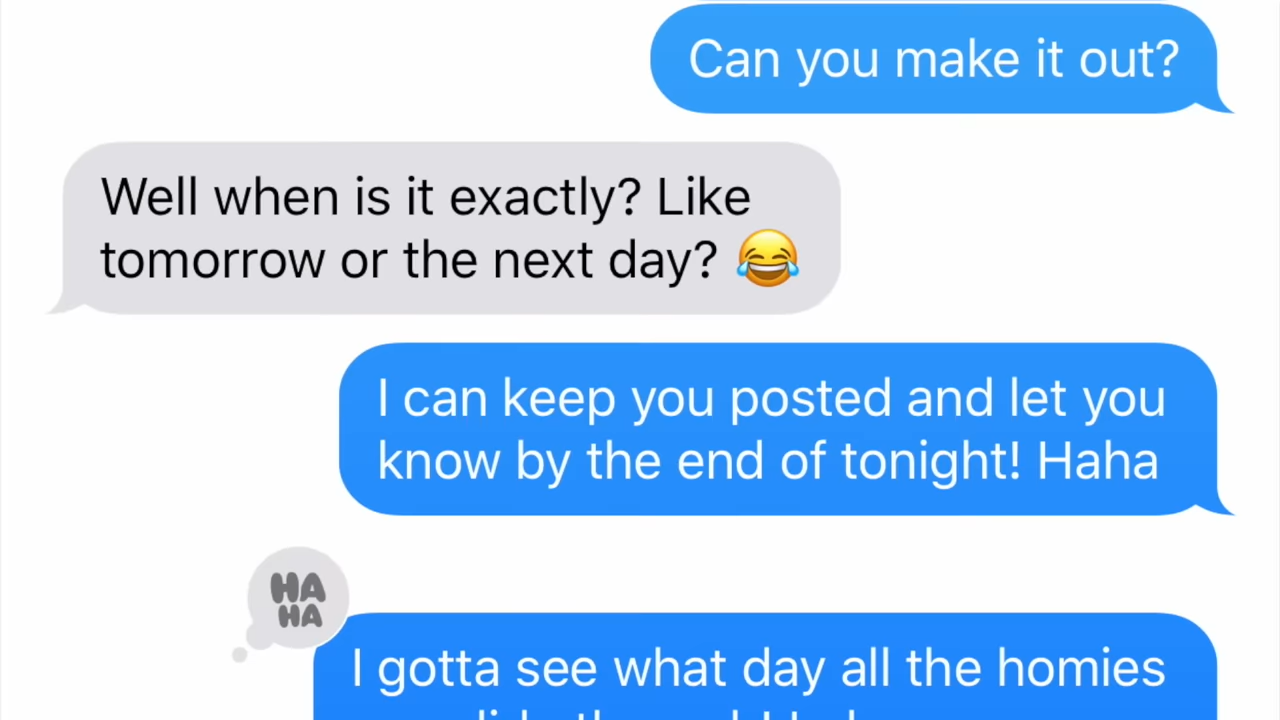 Can you make it out?
Well when is it exactly? Like
tomorrow or the next day? 😂
I can keep you posted and let you
know by the end of tonight! Haha
HA
HA
I gotta see what day all the homies